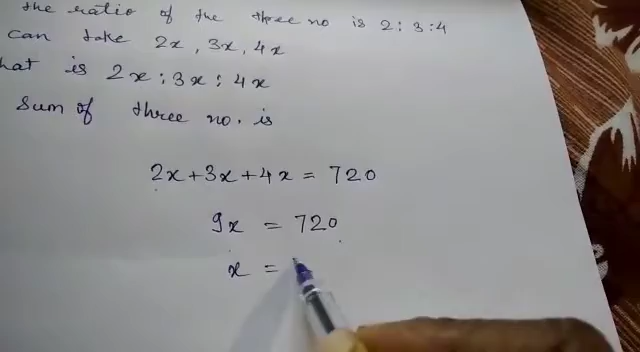 the ratio of the three no is 2:3:4
can take 2x, 3x, 4x
hat is 2x : 3x : 4x
Sum of three no. is
2x+3x+4x = 720
9x = 720
x =